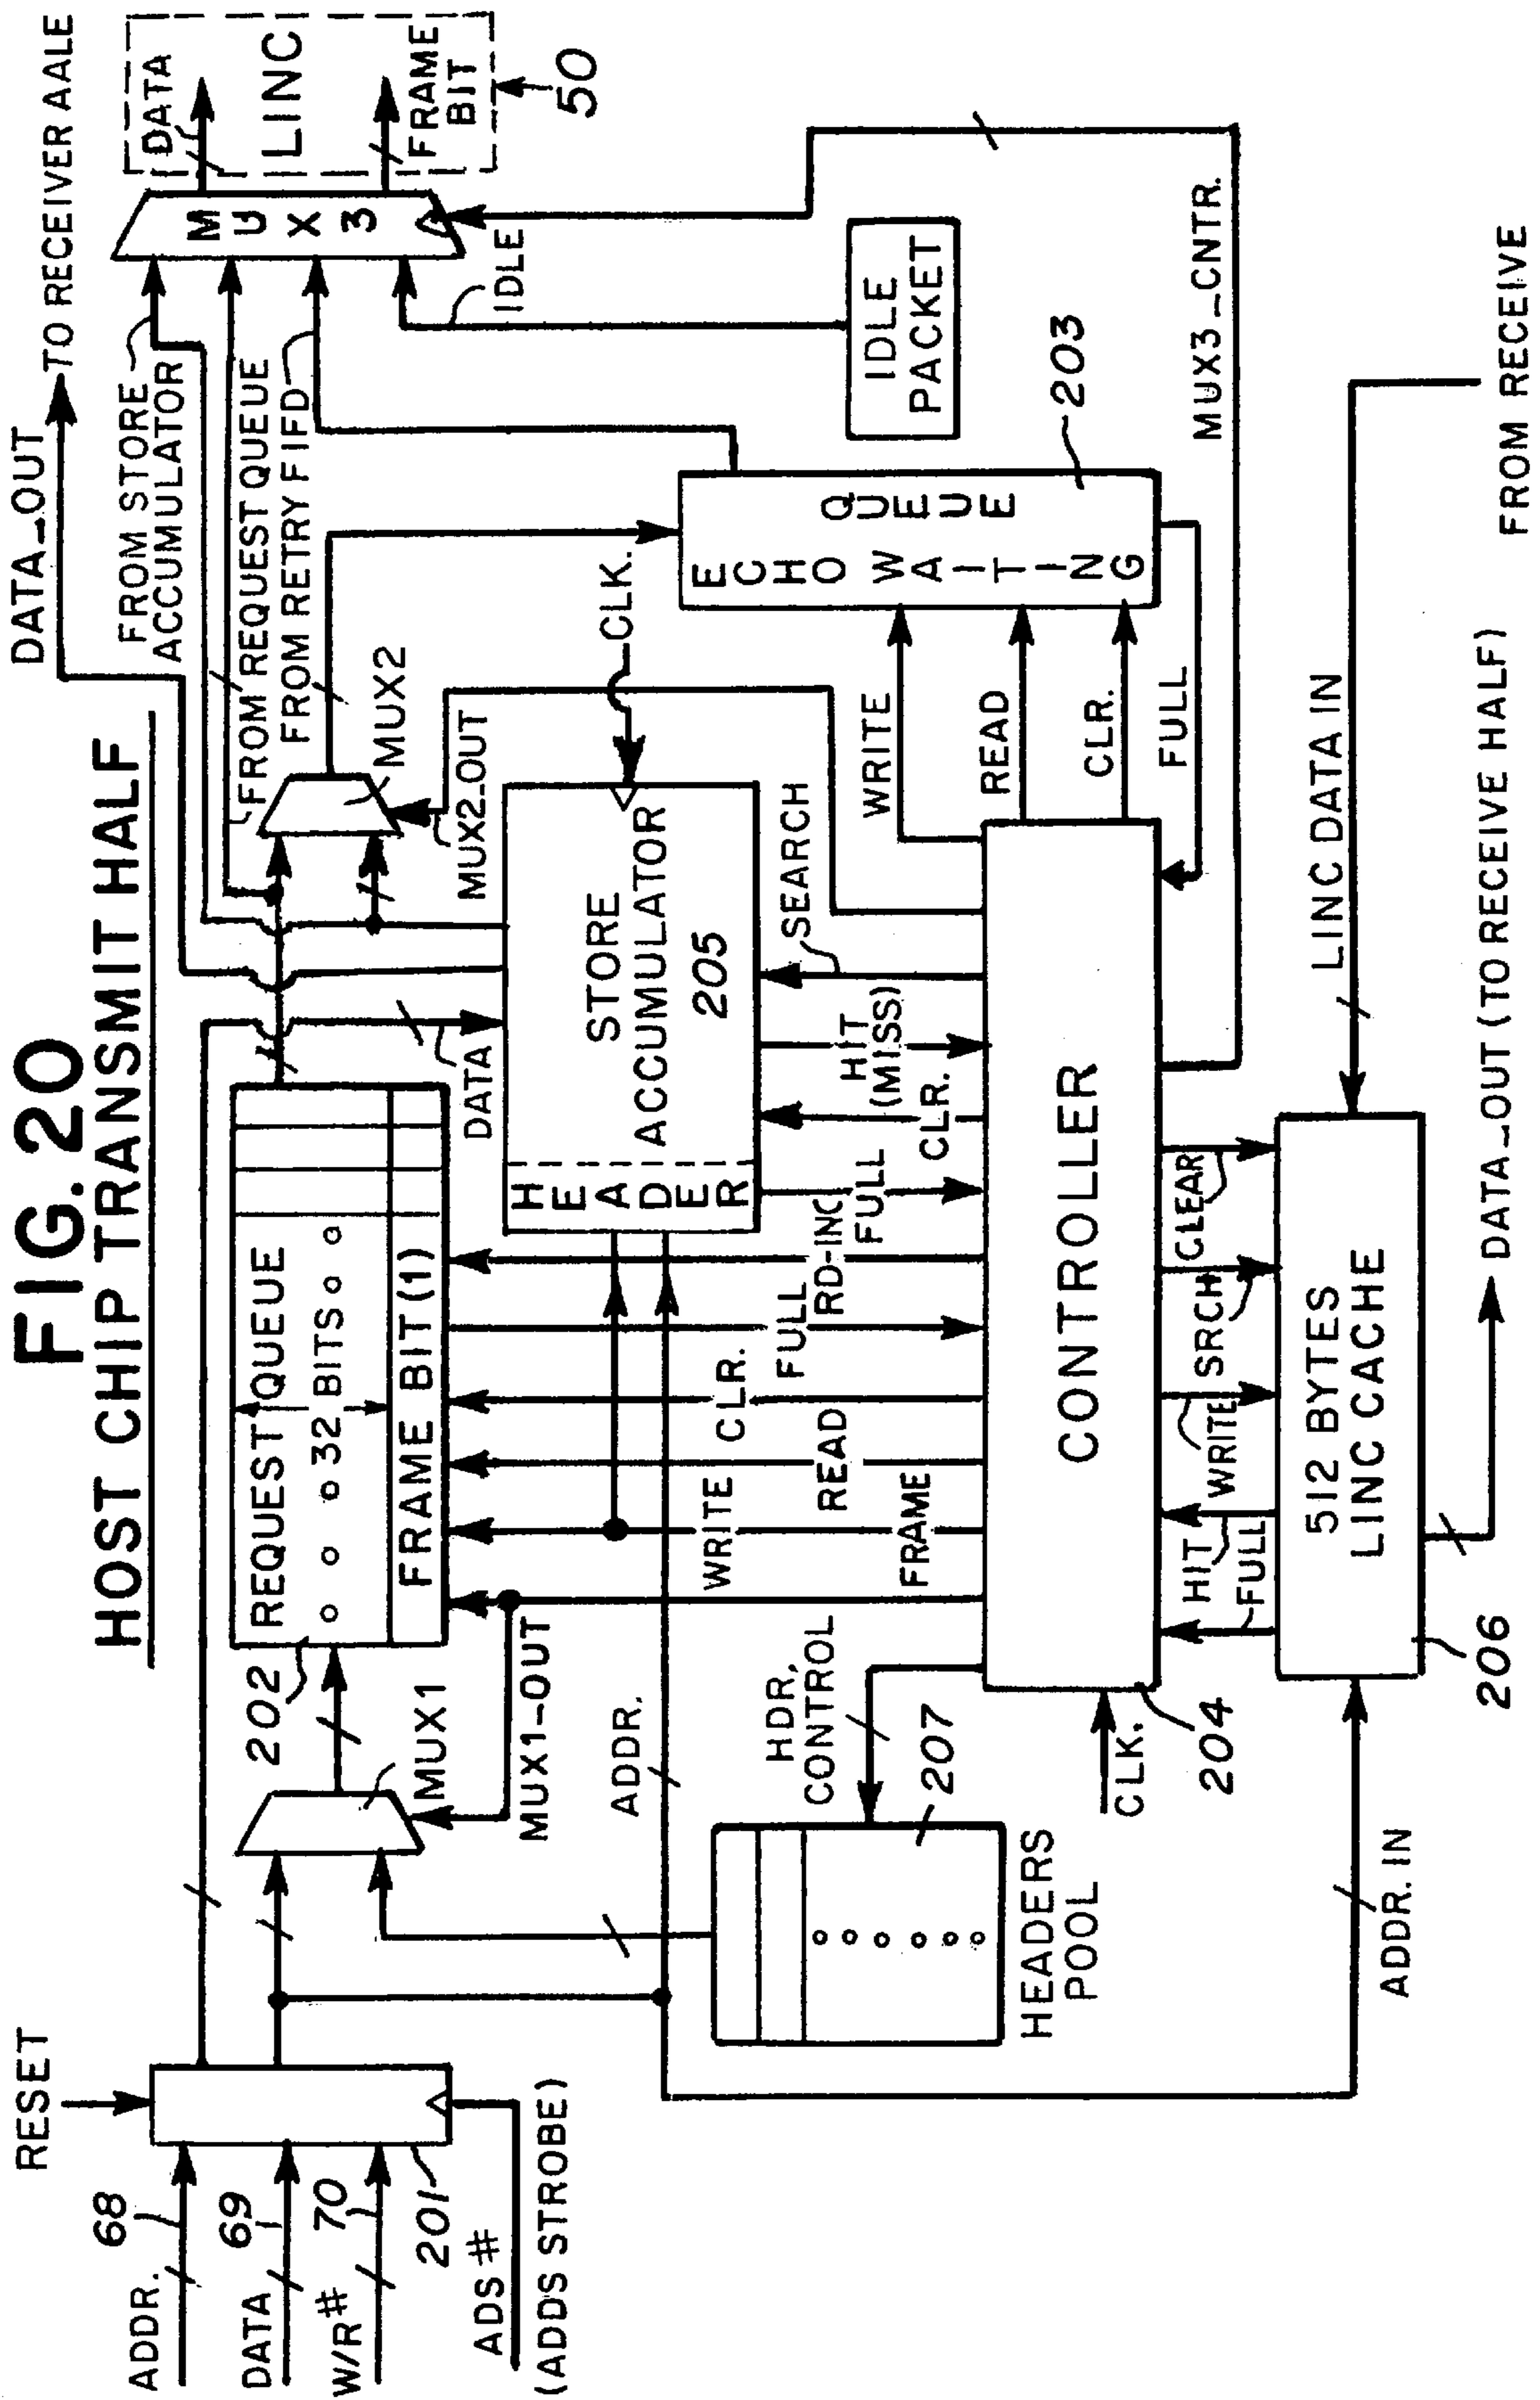 FIG. 20
HOST CHIP TRANSMIT HALF
RESET
ADDR.
68
DATA
69
W/R#
70
201
ADS #
(ADDS STROBE)
MUX1
MUX1-OUT
202
REQUEST QUEUE
32 BITS
FRAME BIT (1)
DATA
HEADER
STORE
ACCUMULATOR
205
CLK.
MUX2
MUX2_OUT
FROM REQUEST QUEUE
FROM RETRY FIFD
FROM STORE
ACCUMULATOR
DATA_OUT
TO RECEIVER AALE
MUX3
DATA
LINC
FRAME
BIT
50
IDLE
IDLE
PACKET
ECHO WAITING
QUEUE
203
MUX3_CNTR.
ADDR.
WRITE
FRAME
READ
CLR.
FULL
RD-INC
FULL
CLR.
HIT
(MISS)
SEARCH
WRITE
READ
CLR.
FULL
HDR,
CONTROL
207
HEADERS
POOL
CLK.
204
CONTROLLER
HIT
FULL
WRITE
SRCH
CLEAR
512 BYTES
LINC CACHE
206
ADDR. IN
LINC DATA IN
FROM RECEIVE
DATA_OUT (TO RECEIVE HALF)